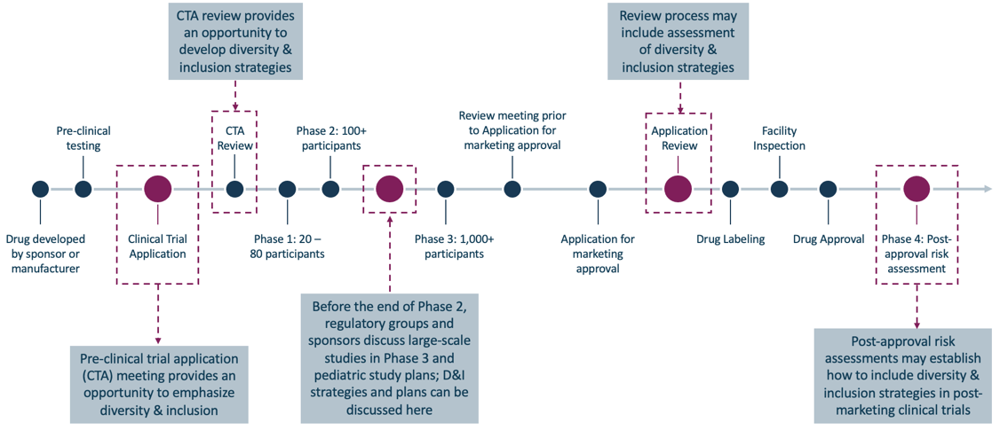 CTA review provides
an opportunity to
develop diversity &
inclusion strategies
Review process may
include assessment
of diversity &
inclusion strategies
Pre-clinical
testing
CTA
Review
Phase 2: 100+
participants
Review meeting prior
to Application for
marketing approval
Application
Review
Facility
Inspection
Drug developed
by sponsor or
manufacturer
Clinical Trial
Application
Phase 1: 20 –
80 participants
Phase 3: 1,000+
participants
Application for
marketing
approval
Drug Labeling
Drug Approval
Phase 4: Post-
approval risk
assessment
Pre-clinical trial application
(CTA) meeting provides an
opportunity to emphasize
diversity & inclusion
Before the end of Phase 2,
regulatory groups and
sponsors discuss large-scale
studies in Phase 3 and
pediatric study plans; D&I
strategies and plans can be
discussed here
Post-approval risk
assessments may establish
how to include diversity &
inclusion strategies in post-
marketing clinical trials